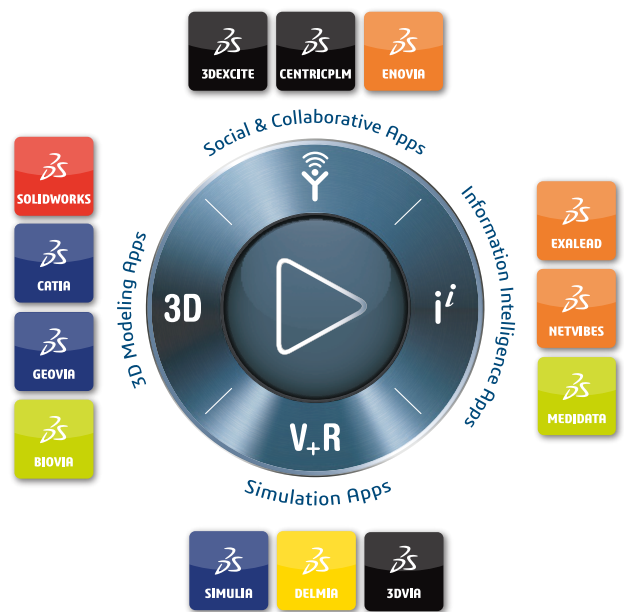 3DEXCITE
CENTRICPLM
ENOVIA
Social & Collaborative Apps
SOLIDWORKS
CATIA
GEOVIA
BIOVIA
3D Modeling Apps
3D
i i
Information Intelligence Apps
EXALEAD
NETVIBES
MEDIDATA
V+R
Simulation Apps
SIMULIA
DELMIA
3DVIA